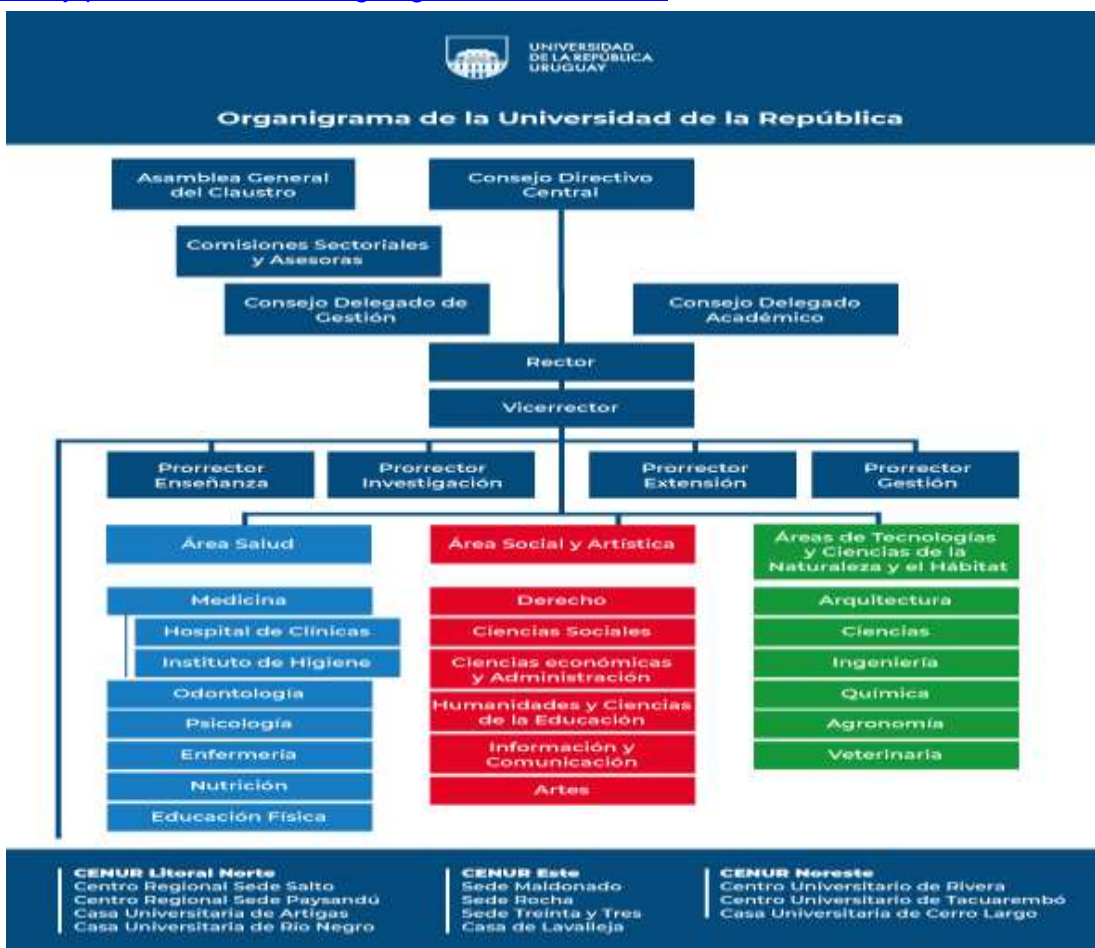 UNIVERSIDAD
DE LA REPÚBLICA
URUGUAY
Organigrama de la Universidad de la República
Asamblea General
del Claustro
Consejo Directivo
Central
Comisiones Sectoriales
y Asesoras
Consejo Delegado de
Gestión
Consejo Delegado
Académico
Rector
Vicerrector
Prorrector
Enseñanza
Prorrector
Investigación
Prorrector
Extensión
Prorrector
Gestión
Área Salud
Medicina
Hospital de Clínicas
Instituto de Higiene
Odontología
Psicología
Enfermería
Nutrición
Educación Física
Área Social y Artística
Derecho
Ciencias Sociales
Ciencias económicas
y Administración
Humanidades y Ciencias
de la Educación
Información y
Comunicación
Artes
Áreas de Tecnologías
y Ciencias de la
Naturaleza y el Hábitat
Arquitectura
Ciencias
Ingeniería
Química
Agronomía
Veterinaria
CENUR Litoral Norte
Centro Regional Sede Salto
Centro Regional Sede Paysandú
Casa Universitaria de Artigas
Casa Universitaria de Río Negro
CENUR Este
Sede Maldonado
Sede Rocha
Sede Treinta y Tres
Casa de Lavalleja
CENUR Noreste
Centro Universitario de Rivera
Centro Universitario de Tacuarembó
Casa Universitaria de Cerro Largo